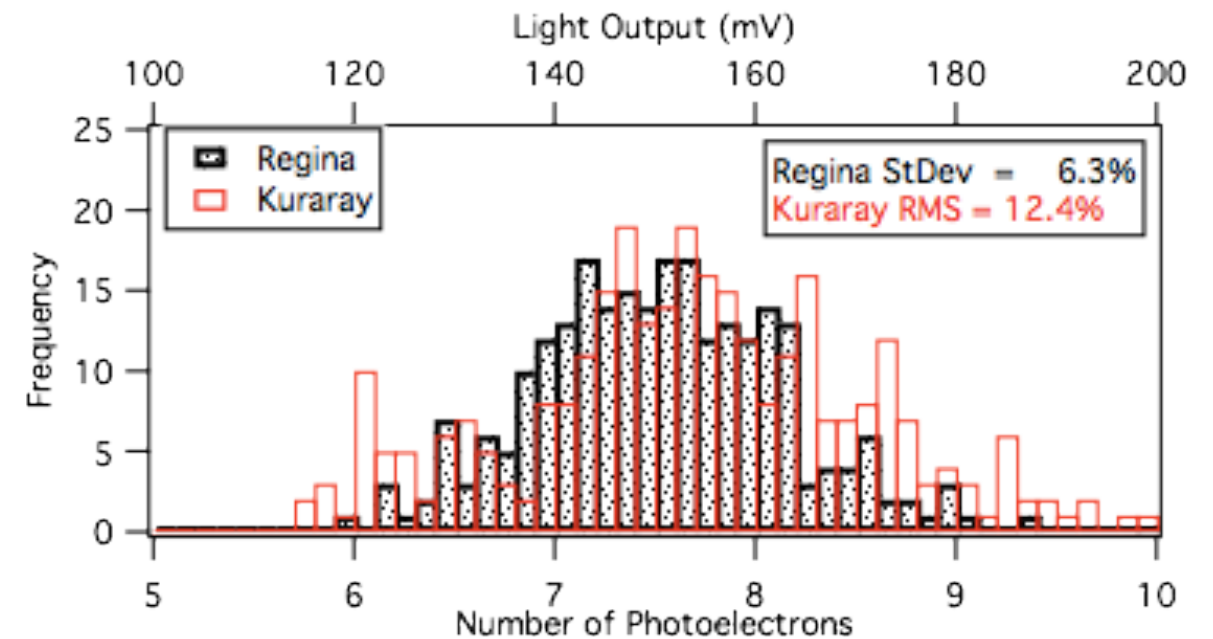 Light Output (mV)
100 120 140 160 180 200
25
20
15
10
5
0
Frequency
Regina
Kuraray
Regina StDev = 6.3%
Kuraray RMS = 12.4%
5 6 7 8 9 10
Number of Photoelectrons